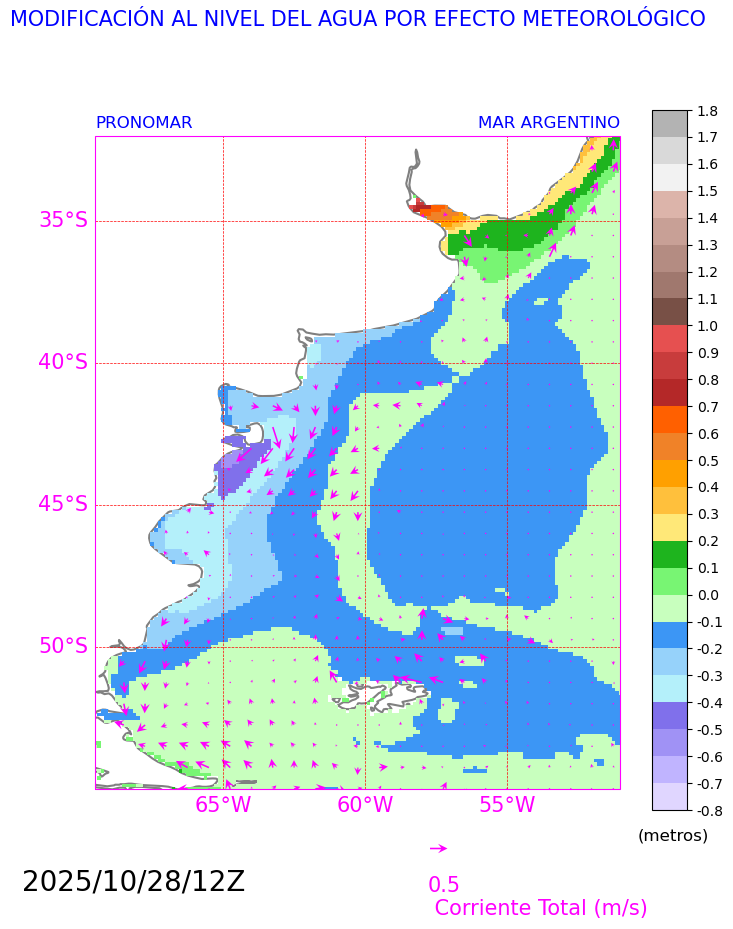 MODIFICACIÓN AL NIVEL DEL AGUA POR EFECTO METEOROLÓGICO
PRONOMAR MAR ARGENTINO
35°S
40°S
45°S
50°S
65°W 60°W 55°W
1.8
1.7
1.6
1.5
1.4
1.3
1.2
1.1
1.0
0.9
0.8
0.7
0.6
0.5
0.4
0.3
0.2
0.1
0.0
-0.1
-0.2
-0.3
-0.4
-0.5
-0.6
-0.7
-0.8
(metros)
2025/10/28/12Z
0.5
Corriente Total (m/s)